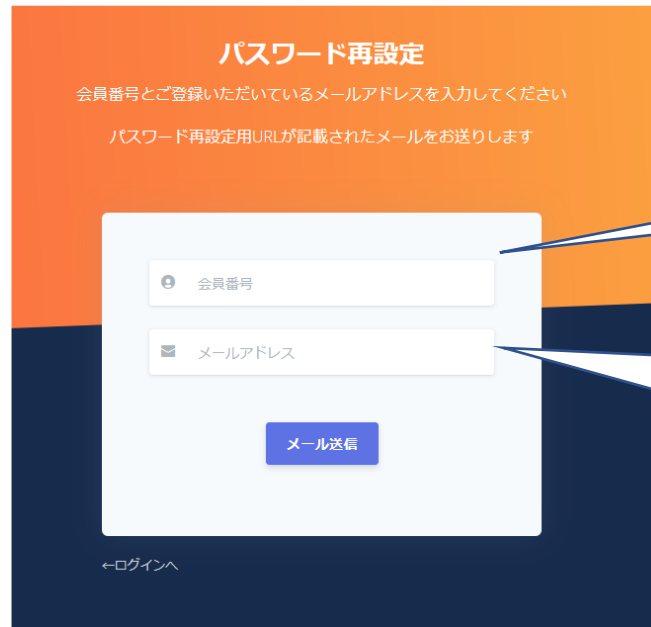 パスワード再設定
会員番号とご登録いただいているメールアドレスを入力してください
パスワード再設定用URLが記載されたメールをお送りします
会員番号
メールアドレス
メール送信
←ログインへ